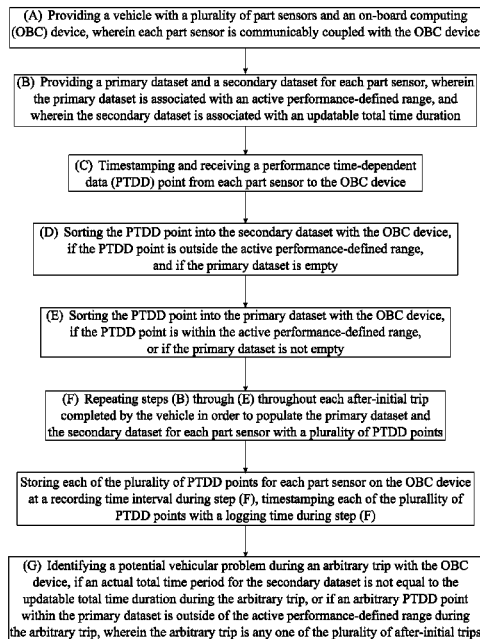 (A) Providing a vehicle with a plurality of part sensors and an on-board computing
(OBC) device, wherein each part sensor is communicably coupled with the OBC device
(B) Providing a primary dataset and a secondary dataset for each part sensor, wherein
the primary dataset is associated with an active performance-defined range, and
wherein the secondary dataset is associated with an updatable total time duration
(C) Timestamping and receiving a performance time-dependent
data (PTDD) point from each part sensor to the OBC device
(D) Sorting the PTDD point into the secondary dataset with the OBC device,
if the PTDD point is outside the active performance-defined range,
and if the primary dataset is empty
(E) Sorting the PTDD point into the primary dataset with the OBC device,
if the PTDD point is within the active performance-defined range,
or if the primary dataset is not empty
(F) Repeating steps (B) through (E) throughout each after-initial trip
completed by the vehicle in order to populate the primary dataset and
the secondary dataset for each part sensor with a plurality of PTDD points
Storing each of the plurality of PTDD points for each part sensor on the OBC device
at a recording time interval during step (F), timestamping each of the plurallity of
PTDD points with a logging time during step (F)
(G) Identifying a potential vehicular problem during an arbitrary trip with the OBC
device, if an actual total time period for the secondary dataset is not equal to the
updatable total time duration during the arbitrary trip, or if an arbitrary PTDD point
within the primary dataset is outside of the active performance-defined range during
the arbitrary trip, wherein the arbitrary trip is any one of the plurality of after-initial trips